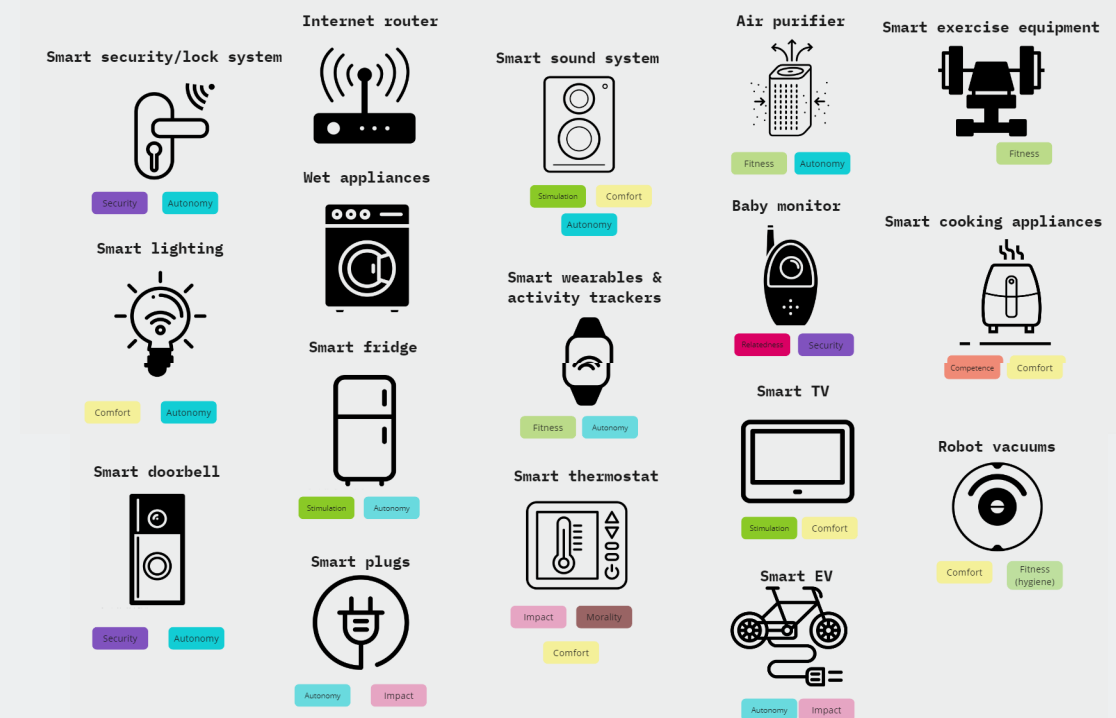 Smart security/lock system
Security
Autonomy
Smart lighting
Comfort
Autonomy
Smart doorbell
Security
Autonomy
Internet router
Wet appliances
Smart fridge
Stimulation
Autonomy
Smart plugs
Autonomy
Impact
Smart sound system
Stimulation
Comfort
Autonomy
Smart wearables &
activity trackers
Fitness
Autonomy
Smart thermostat
Impact
Morality
Comfort
Air purifier
Fitness
Autonomy
Baby monitor
Relatedness
Security
Smart TV
Stimulation
Comfort
Smart EV
Autonomy
Impact
Smart exercise equipment
Fitness
Smart cooking appliances
Competence
Comfort
Robot vacuums
Comfort
Fitness
(hygiene)